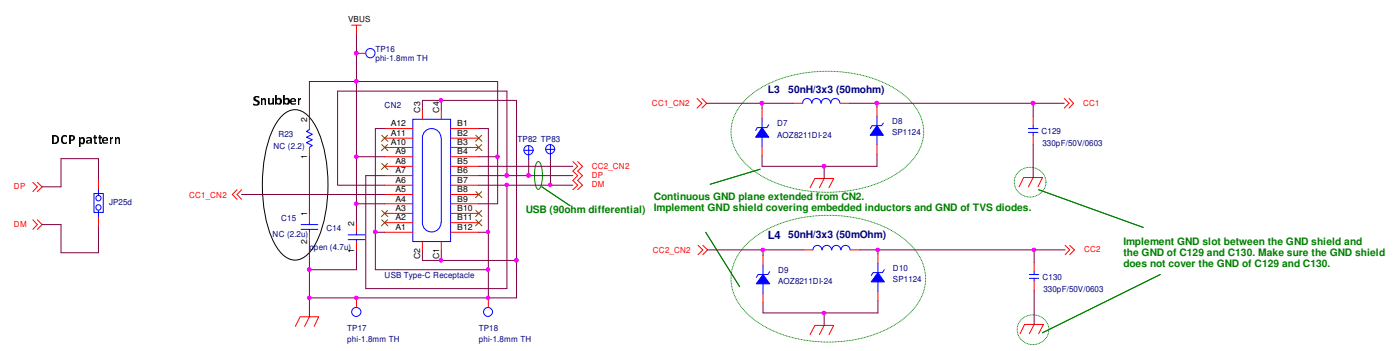 VBUS
TP16
phi-1.8mm TH
Snubber
R23
NC (2.2)
2
1
C15
NC (2.2u)
1
2
C14
open (4.7u)
2
CN2
C3
C4
A12
A11
A10
A9
A8
A7
A6
A5
A4
A3
A2
A1
B1
B2
B3
B4
B5
B6
B7
B8
B9
B10
B11
B12
C2
C1
USB Type-C Receptacle
TP82
TP83
CC2_CN2
DP
DM
USB (90ohm differential)
CC1_CN2
TP17
phi-1.8mm TH
TP18
phi-1.8mm TH
DCP pattern
DP
DM
JP25d
L3 50nH/3x3 (50mohm)
CC1_CN2
CC1
D7
AOZ8211DI-24
D8
SP1124
C129
330pF/50V/0603
Continuous GND plane extended from CN2.
Implement GND shield covering embedded inductors and GND of TVS diodes.
L4 50nH/3x3 (50mOhm)
CC2_CN2
CC2
D9
AOZ8211DI-24
D10
SP1124
C130
330pF/50V/0603
Implement GND slot between the GND shield and
the GND of C129 and C130. Make sure the GND shield
does not cover the GND of C129 and C130.